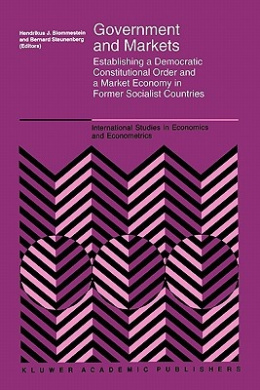 Hendrikus J. Blommestein
and Bernard Steunenberg
(Editors)
Government
and Markets
Establishing a Democratic
Constitutional Order and
a Market Economy in
Former Socialist Countries
International Studies in Economics
and Econometrics
KLUWER ACADEMIC PUBLISHERS